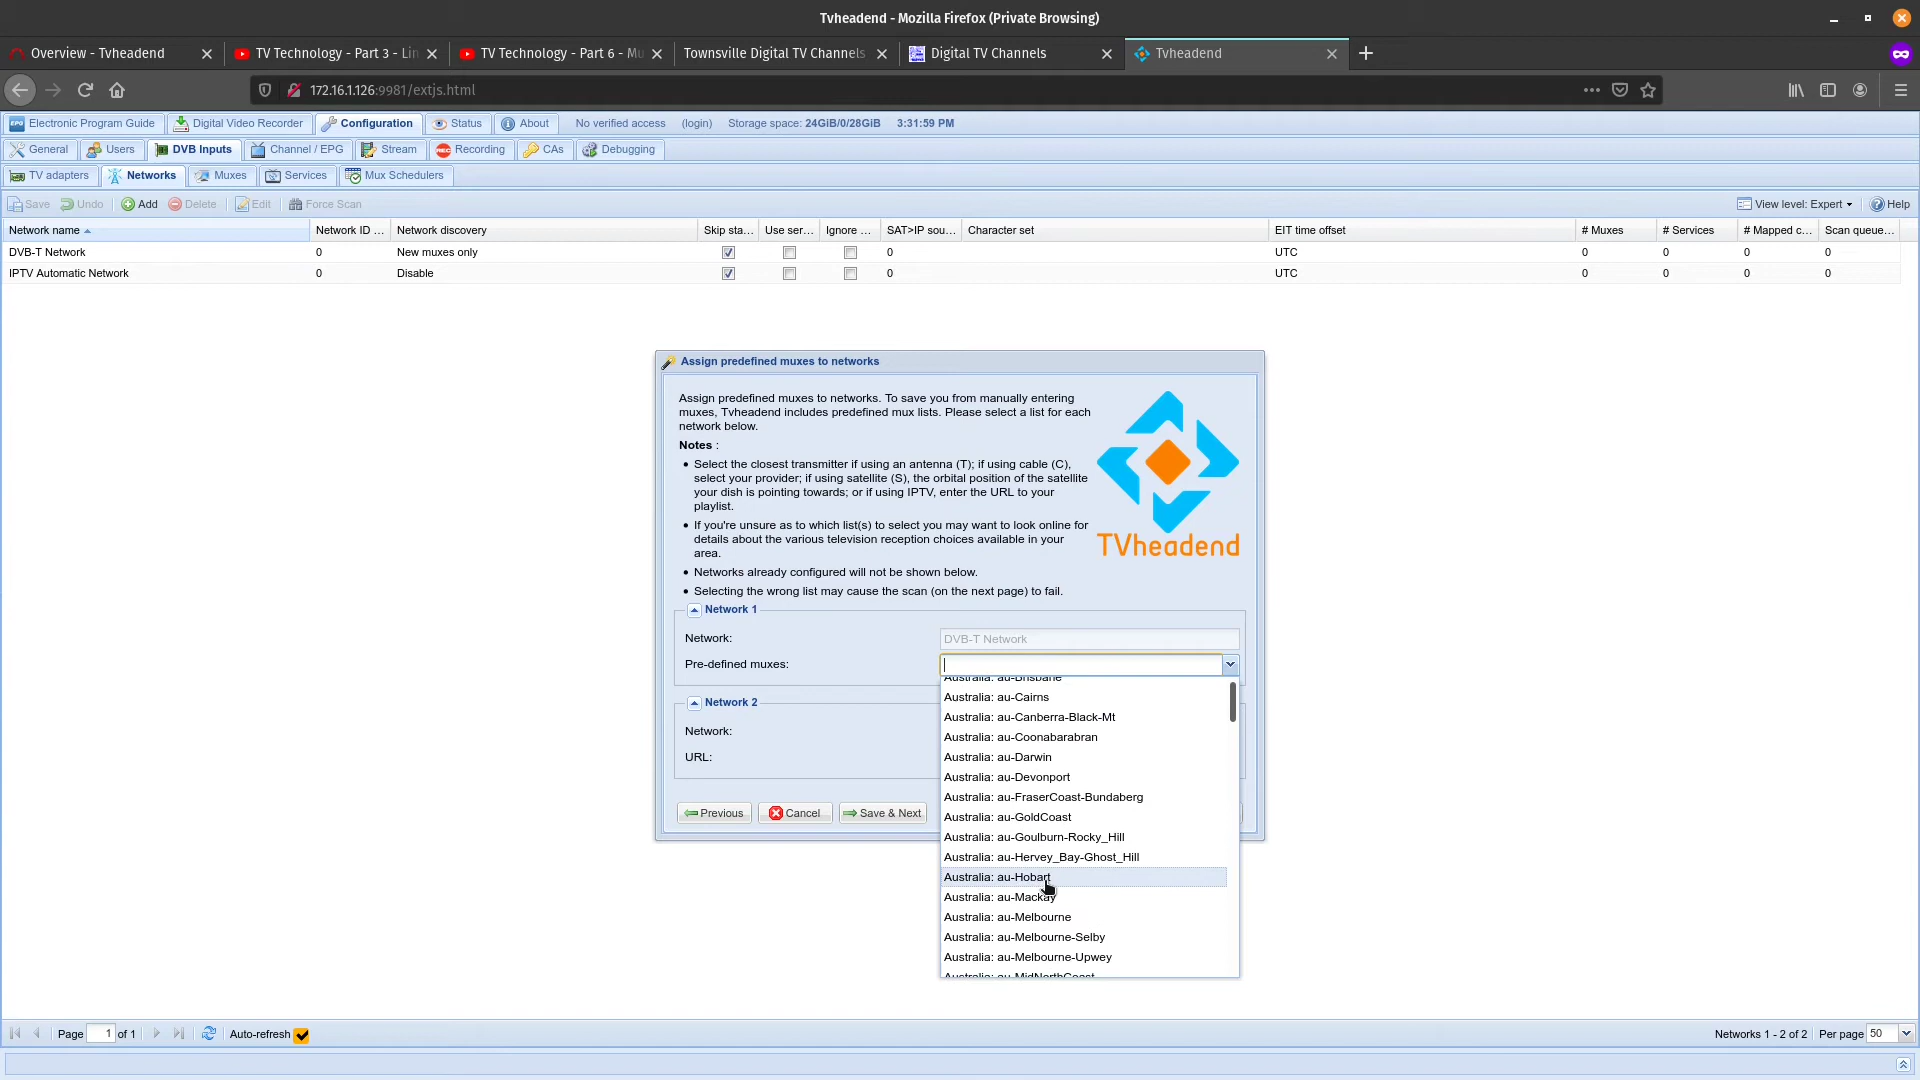 Tvheadend - Mozilla Firefox (Private Browsing)
Overview - Tvheadend
TV Technology - Part 3 - Lin
TV Technology - Part 6 - Mu
Townsville Digital TV Channels
Digital TV Channels
Tvheadend
172.16.1.126:9981/extjs.html
Electronic Program Guide
Digital Video Recorder
Configuration
Status
About
No verified access
(login)
Storage space: 24GiB/0/28GiB
3:31:59 PM
General
Users
DVB Inputs
Channel / EPG
Stream
Recording
CAs
Debugging
TV adapters
Networks
Muxes
Services
Mux Schedulers
Save
Undo
Add
Delete
Edit
Force Scan
View level: Expert
Help
Network name
Network ID ...
Network discovery
Skip sta...
Use ser...
Ignore ...
SAT>IP sou...
Character set
EIT time offset
# Muxes
# Services
# Mapped c...
Scan queue...
DVB-T Network 0 New muxes only 0 UTC 0 0 0 0
IPTV Automatic Network 0 Disable 0 UTC 0 0 0 0
Assign predefined muxes to networks
Assign predefined muxes to networks. To save you from manually entering
muxes, Tvheadend includes predefined mux lists. Please select a list for each
network below.
Notes :
• Select the closest transmitter if using an antenna (T); if using cable (C),
select your provider; if using satellite (S), the orbital position of the satellite
your dish is pointing towards; or if using IPTV, enter the URL to your
playlist.
• If you're unsure as to which list(s) to select you may want to look online for
details about the various television reception choices available in your
area.
• Networks already configured will not be shown below.
• Selecting the wrong list may cause the scan (on the next page) to fail.
TVheadend
Network 1
Network:
DVB-T Network
Pre-defined muxes:
Australia: au-Brisbane
Australia: au-Cairns
Australia: au-Canberra-Black-Mt
Australia: au-Coonabarabran
Australia: au-Darwin
Australia: au-Devonport
Australia: au-FraserCoast-Bundaberg
Australia: au-GoldCoast
Australia: au-Goulburn-Rocky_Hill
Australia: au-Hervey_Bay-Ghost_Hill
Australia: au-Hobart
Australia: au-Mackay
Australia: au-Melbourne
Australia: au-Melbourne-Selby
Australia: au-Melbourne-Upwey
Australia: au-MidNorthCoast
Network 2
Network:
URL:
Previous
Cancel
Save & Next
Page 1 of 1
Auto-refresh
Networks 1 - 2 of 2
Per page 50